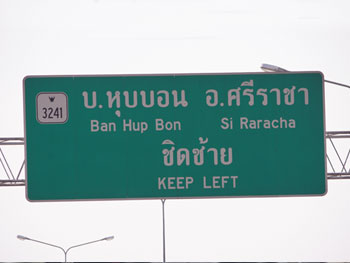 3241
บ.หุบบอน อ.ศรีราชา
Ban Hup Bon Si Raracha
ชิดซ้าย
KEEP LEFT